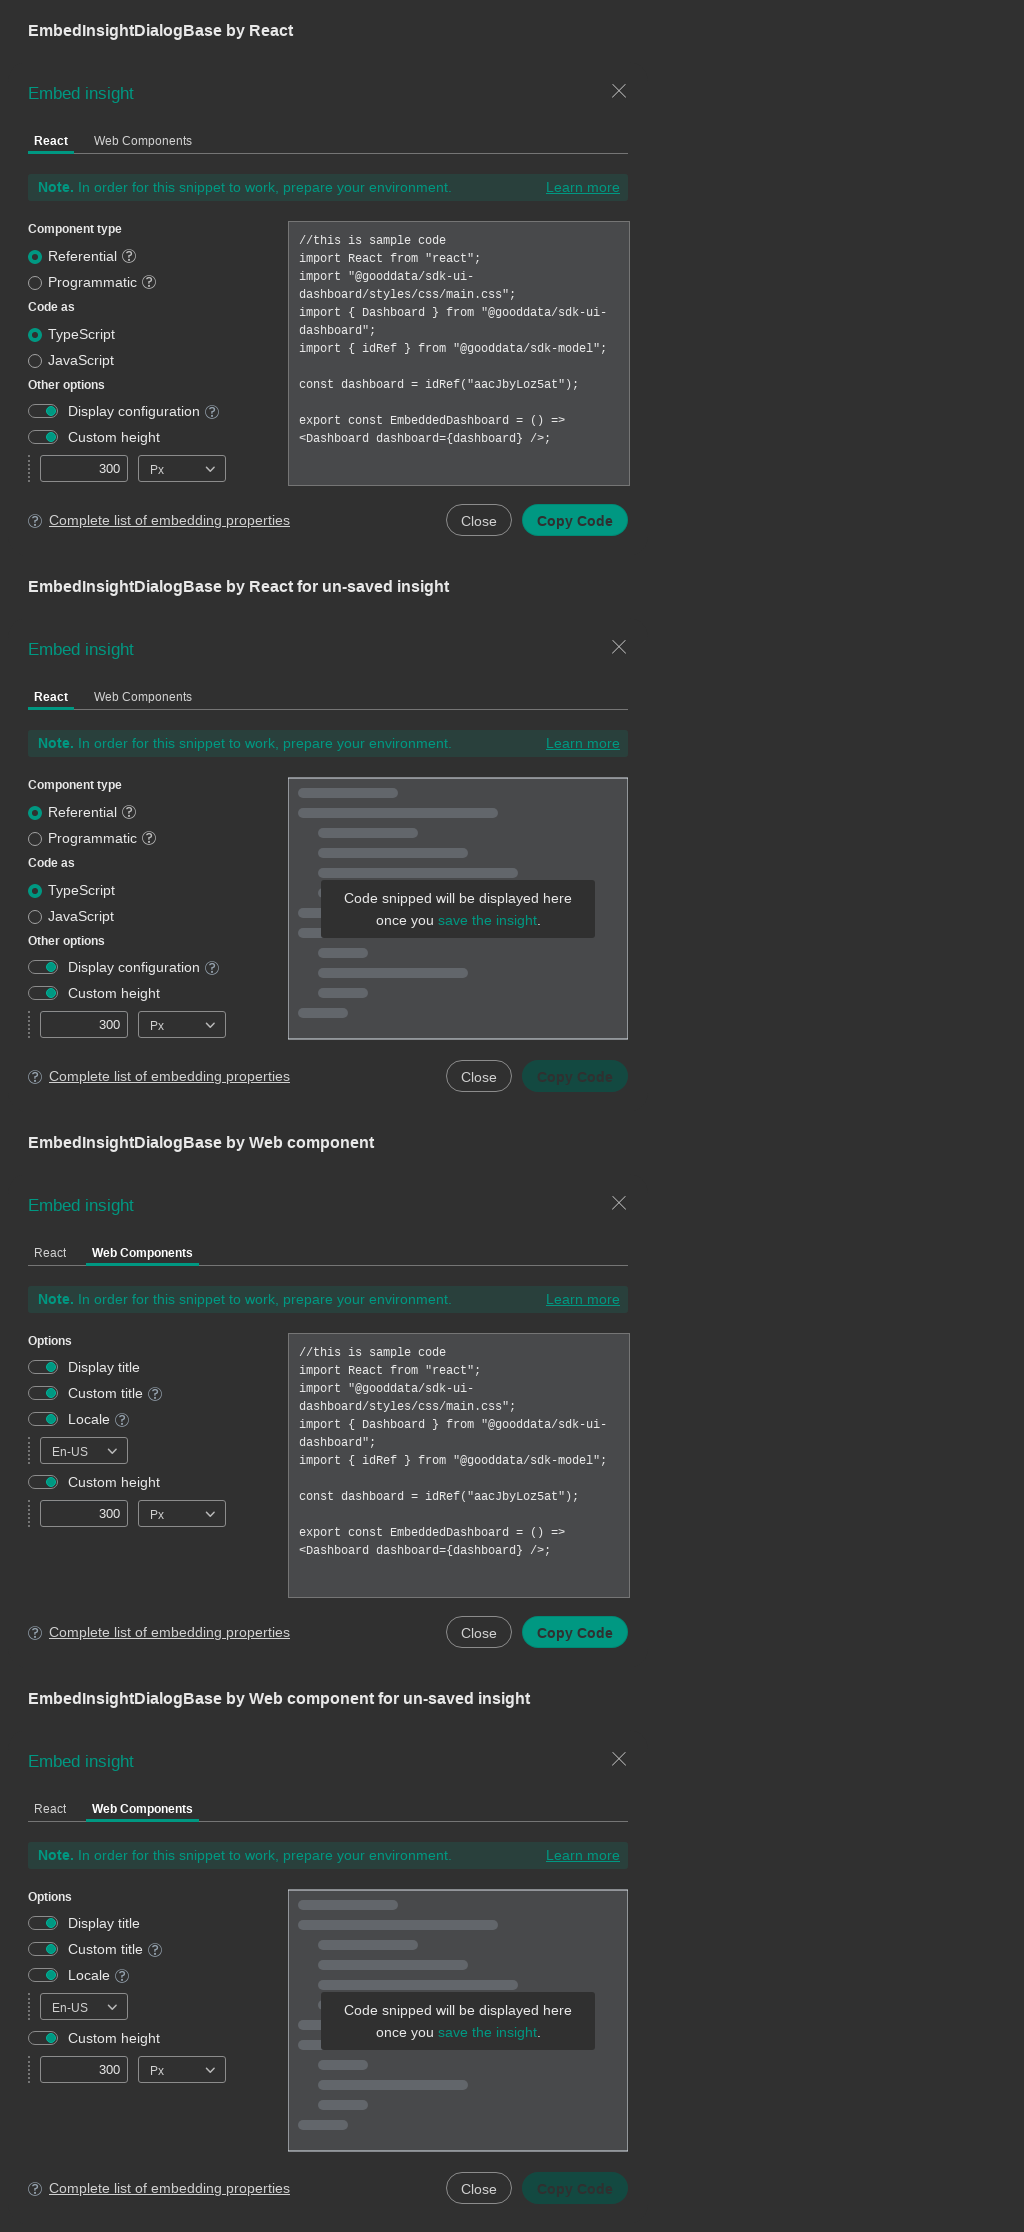 EmbedInsightDialogBase by React
Embed insight
React Web Components
Note. In order for this snippet to work, prepare your environment. Learn more
Component type
Referential
Programmatic
Code as
TypeScript
JavaScript
Other options
Display configuration
Custom height
300 Px
//this is sample code
import React from "react";
import "@gooddata/sdk-ui-
dashboard/styles/css/main.css";
import { Dashboard } from "@gooddata/sdk-ui-
dashboard";
import { idRef } from "@gooddata/sdk-model";
const dashboard = idRef("aacJbyLoz5at");
export const EmbeddedDashboard = () =>
<Dashboard dashboard={dashboard} />;
Complete list of embedding properties Close Copy Code
EmbedInsightDialogBase by React for un-saved insight
Embed insight
React Web Components
Note. In order for this snippet to work, prepare your environment. Learn more
Component type
Referential
Programmatic
Code as
TypeScript
JavaScript
Other options
Display configuration
Custom height
300 Px
Code snipped will be displayed here
once you save the insight.
Complete list of embedding properties Close Copy Code
EmbedInsightDialogBase by Web component
Embed insight
React Web Components
Note. In order for this snippet to work, prepare your environment. Learn more
Options
Display title
Custom title
Locale
En-US
Custom height
300 Px
//this is sample code
import React from "react";
import "@gooddata/sdk-ui-
dashboard/styles/css/main.css";
import { Dashboard } from "@gooddata/sdk-ui-
dashboard";
import { idRef } from "@gooddata/sdk-model";
const dashboard = idRef("aacJbyLoz5at");
export const EmbeddedDashboard = () =>
<Dashboard dashboard={dashboard} />;
Complete list of embedding properties Close Copy Code
EmbedInsightDialogBase by Web component for un-saved insight
Embed insight
React Web Components
Note. In order for this snippet to work, prepare your environment. Learn more
Options
Display title
Custom title
Locale
En-US
Custom height
300 Px
Code snipped will be displayed here
once you save the insight.
Complete list of embedding properties Close Copy Code